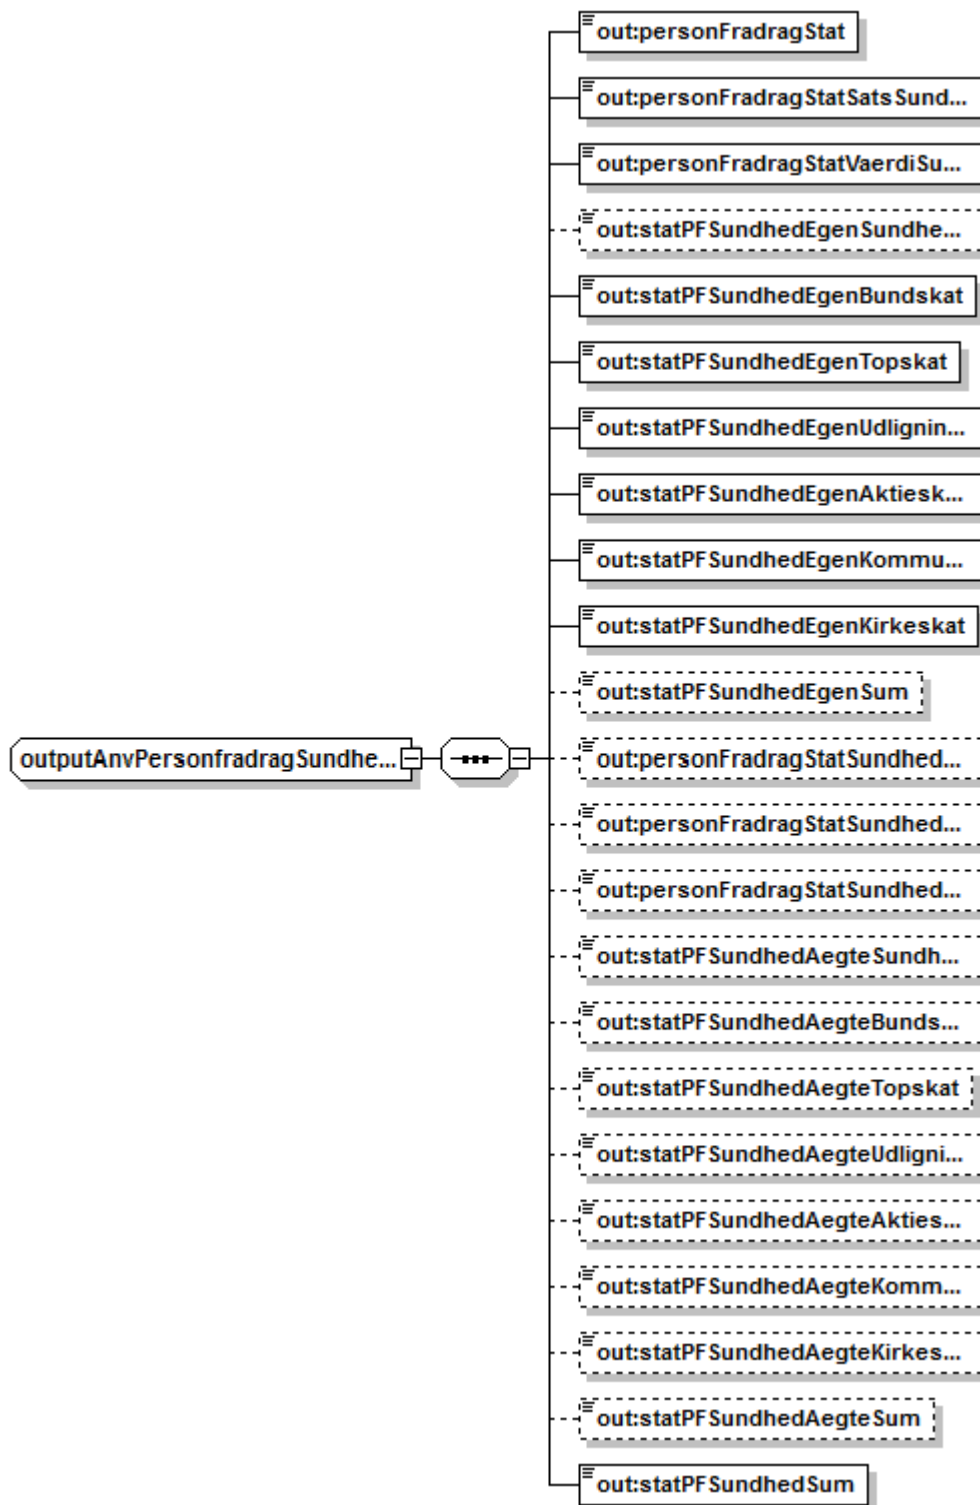 out:personFradragStat
out:personFradragStatSatsSund...
out:personFradragStatVaerdiSu...
out:statPFSundhedEgenSundhe...
out:statPFSundhedEgenBundskat
out:statPFSundhedEgenTopskat
out:statPFSundhedEgenUdlignin...
out:statPFSundhedEgenAktiesk...
out:statPFSundhedEgenKommu...
out:statPFSundhedEgenKirkeskat
out:statPFSundhedEgenSum
outputAnvPersonfradragSundhe...
out:personFradragStatSundhed...
out:personFradragStatSundhed...
out:personFradragStatSundhed...
out:statPFSundhedAegteSundh...
out:statPFSundhedAegteBunds...
out:statPFSundhedAegteTopskat
out:statPFSundhedAegteUdligni...
out:statPFSundhedAegteAkties...
out:statPFSundhedAegteKomm...
out:statPFSundhedAegteKirkes...
out:statPFSundhedAegteSum
out:statPFSundhedSum